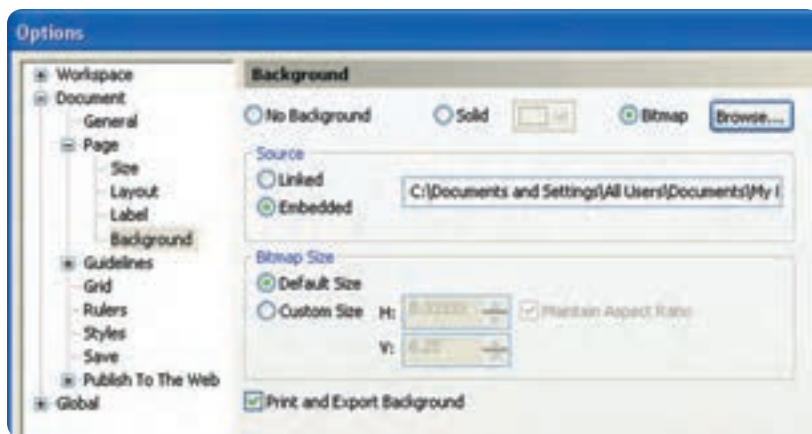 Options
Workspace
Document
General
Page
Size
Layout
Label
Background
Guidelines
Grid
Rulers
Styles
Save
Publish To The Web
Global
Background
No Background Solid Bitmap Browse...
Source
Linked
Embedded
C:\Documents and Settings\All Users\Documents\My
Bitmap Size
Default Size
Custom Size H: Maintain Aspect Ratio
V: 6.25
Print and Export Background